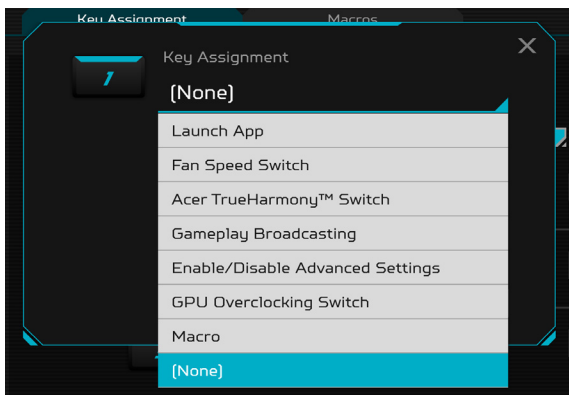 Key Assignment Macros
1
Key Assignment
(None)
Launch App
Fan Speed Switch
Acer TrueHarmony™ Switch
Gameplay Broadcasting
Enable/Disable Advanced Settings
GPU Overclocking Switch
Macro
(None)